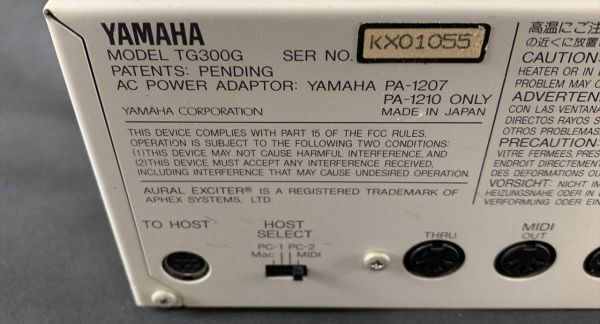 YAMAHA
MODEL TG300G SER NO. KX01055
PATENTS: PENDING
AC POWER ADAPTOR: YAMAHA PA-1207
PA-1210 ONLY
YAMAHA CORPORATION MADE IN JAPAN
THIS DEVICE COMPLIES WITH PART 15 OF THE FCC RULES.
OPERATION IS SUBJECT TO THE FOLLOWING TWO CONDITIONS:
(1)THIS DEVICE MAY NOT CAUSE HARMFUL INTERFERENCE, AND
(2)THIS DEVICE MUST ACCEPT ANY INTERFERENCE RECEIVED,
INCLUDING INTERFERENCE THAT MAY CAUSE UNDESIRED OPERATION.
AURAL EXCITER® IS A REGISTERED TRADEMARK OF
APHEX SYSTEMS, LTD.
高温にご
の近くに放置
CAUTION:
HEATER OR IN
PROBLEM MAY
ADVERTEN
CON LAS VENTANA
DIRECTOS RAYOS
OTROS PROBLEMAS.
PRECAUTION:
VITRE FERMEES, PRES
ENDROIT DIRECTEMEN
DES DEFORMATIONS OU
VORSICHT: NICHT IM
HEIZUNGSNAHE ODER IN
VERFORMUNG ODER EIN
TO HOST
HOST
SELECT
PC-1 PC-2
Mac MIDI
MIDI
THRU OUT